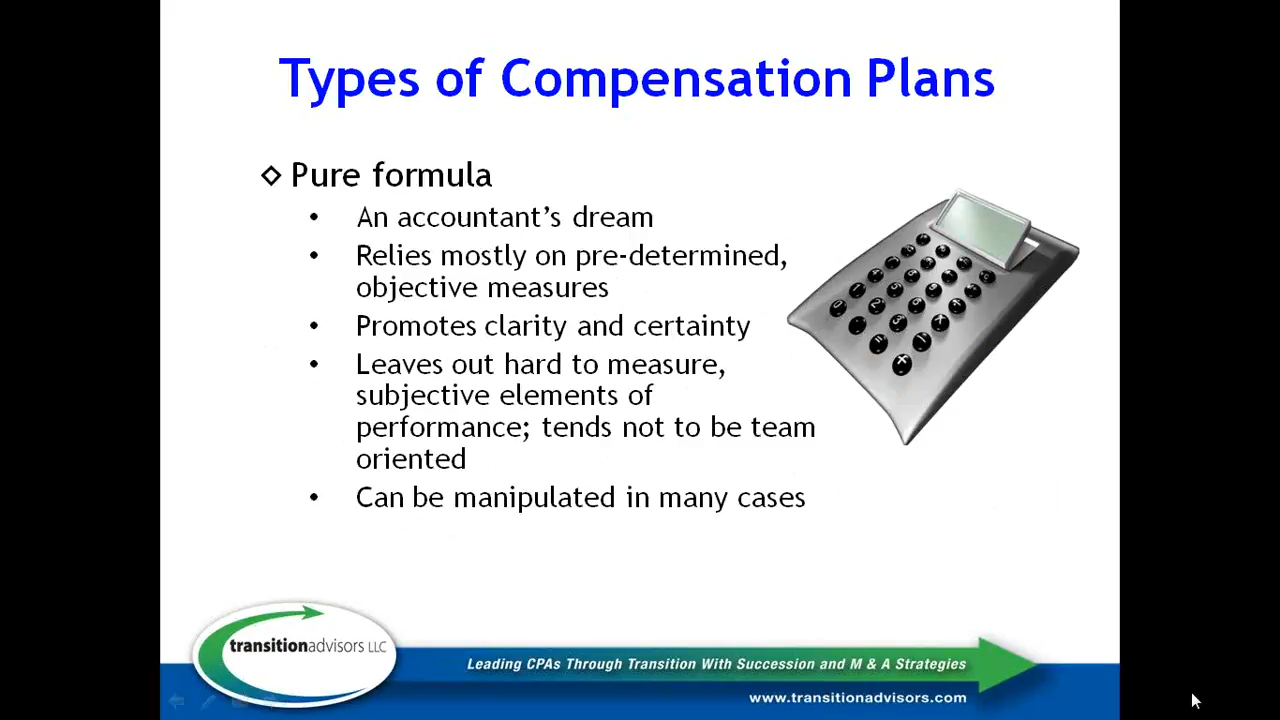 Types of Compensation Plans
Pure formula
• An accountant’s dream
• Relies mostly on pre-determined,
objective measures
• Promotes clarity and certainty
• Leaves out hard to measure,
subjective elements of
performance; tends not to be team
oriented
• Can be manipulated in many cases
transitionadvisors LLC
Leading CPAs Through Transition With Succession and M & A Strategies
www.transitionadvisors.com